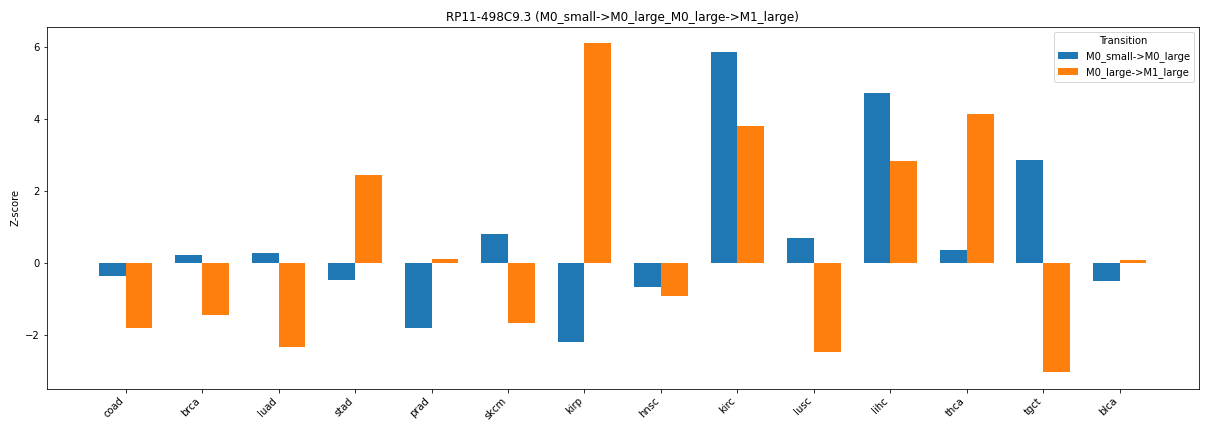 RP11-498C9.3 (M0_small->M0_large_M0_large->M1_large)
Transition
M0_small->M0_large
M0_large->M1_large
Z-score
6
4
2
0
−2
coad
brca
luad
stad
prad
skcm
kirp
hnsc
kirc
lusc
lihc
thca
tgct
blca